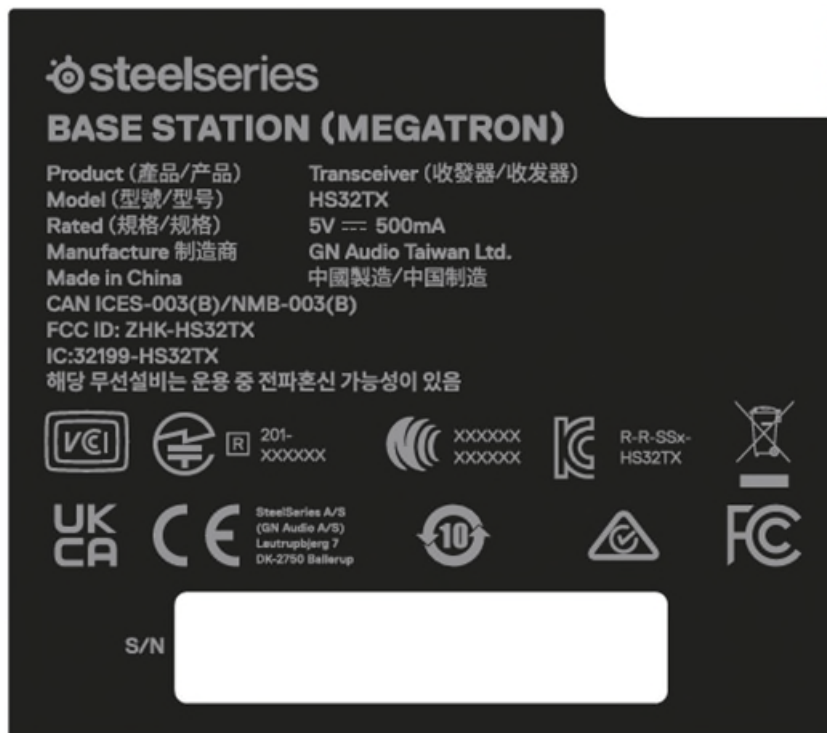 steelseries
BASE STATION (MEGATRON)
Product (產品/产品) Transceiver (收發器/收发器)
Model (型號/型号) HS32TX
Rated (規格/规格) 5V ⎓ 500mA
Manufacture 制造商 GN Audio Taiwan Ltd.
Made in China 中國製造/中国制造
CAN ICES-003(B)/NMB-003(B)
FCC ID: ZHK-HS32TX
IC:32199-HS32TX
해당 무선설비는 운용 중 전파혼신 가능성이 있음
VCI
R
201-
XXXXXX
XXXXXX
XXXXXX
R-R-SSx-
HS32TX
UK
CA
CE
SteelSeries A/S
(GN Audio A/S)
Lautrupbjerg 7
DK-2750 Ballerup
10
FC
S/N